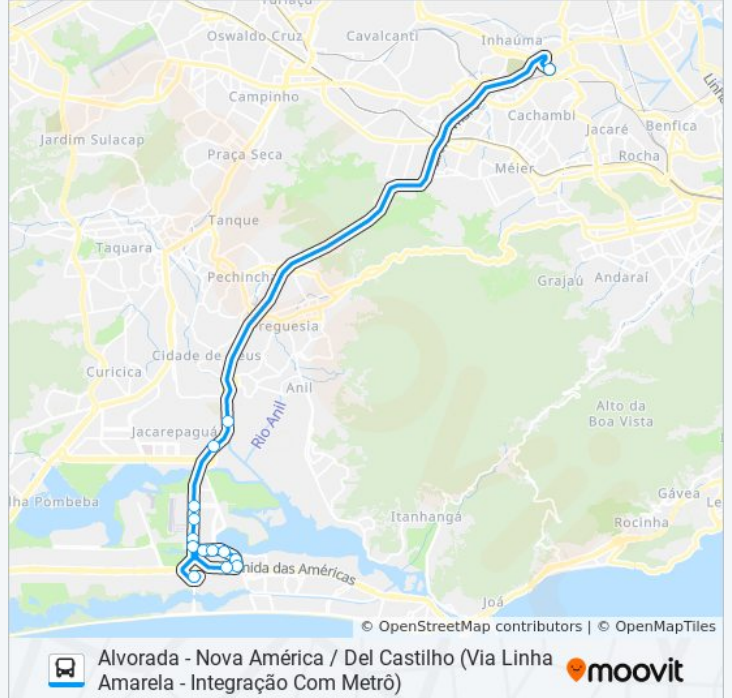 Oswaldo Cruz
Cavalcanti
Inhaúma
Campinho
Cachambi
Jardim Sulacap
Jacaré
Benfica
Praça Seca
Méier
Rocha
Tanque
Taquara
Pechincha
Grajaú
Andaraí
Freguesia
Cidade de Deus
Curicica
Anil
Rio Anil
Alto da
Boa Vista
Jacarepaguá
Gávea
Itanhangá
Rocinha
nida das Américas
Joá
© OpenStreetMap contributors | © OpenMapTiles
Alvorada - Nova América / Del Castilho (Via Linha
Amarela - Integração Com Metrô)
moovit